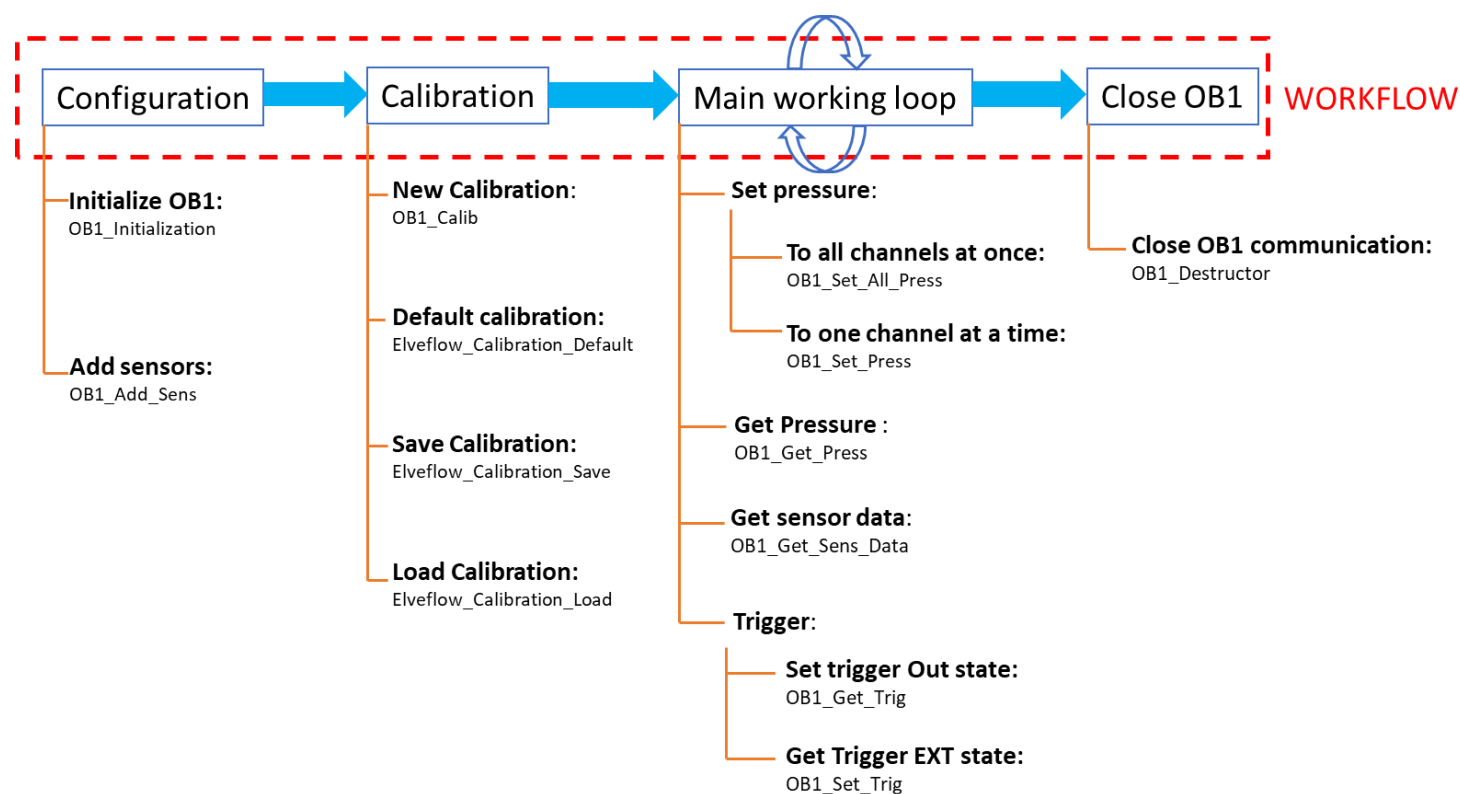 Configuration
Calibration
Main working loop
Close OB1
WORKFLOW
Initialize OB1:
OB1_Initialization
Add sensors:
OB1_Add_Sens
New Calibration:
OB1_Calib
Default calibration:
Elveflow_Calibration_Default
Save Calibration:
Elveflow_Calibration_Save
Load Calibration:
Elveflow_Calibration_Load
Set pressure:
To all channels at once:
OB1_Set_All_Press
To one channel at a time:
OB1_Set_Press
Get Pressure :
OB1_Get_Press
Get sensor data:
OB1_Get_Sens_Data
Trigger:
Set trigger Out state:
OB1_Get_Trig
Get Trigger EXT state:
OB1_Set_Trig
Close OB1 communication:
OB1_Destructor